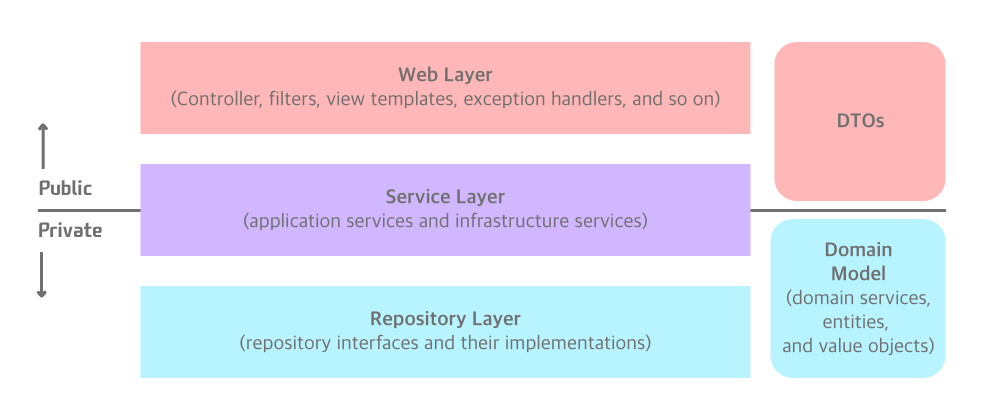 Web Layer
(Controller, filters, view templates, exception handlers, and so on)
DTOs
Public
Private
Service Layer
(application services and infrastructure services)
Repository Layer
(repository interfaces and their implementations)
Domain
Model
(domain services,
entities,
and value objects)